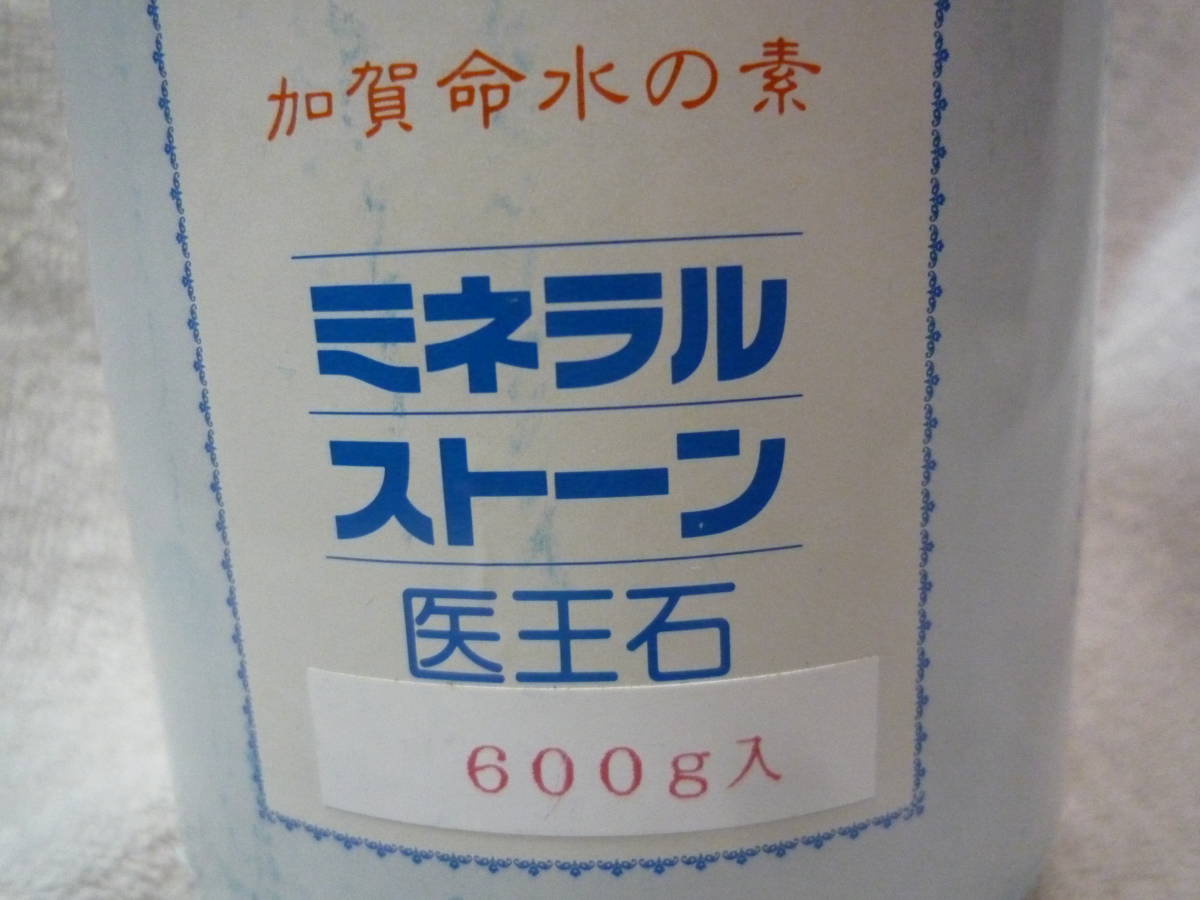 加賀命水の素
ミネラル
ストーン
医王石
600g入